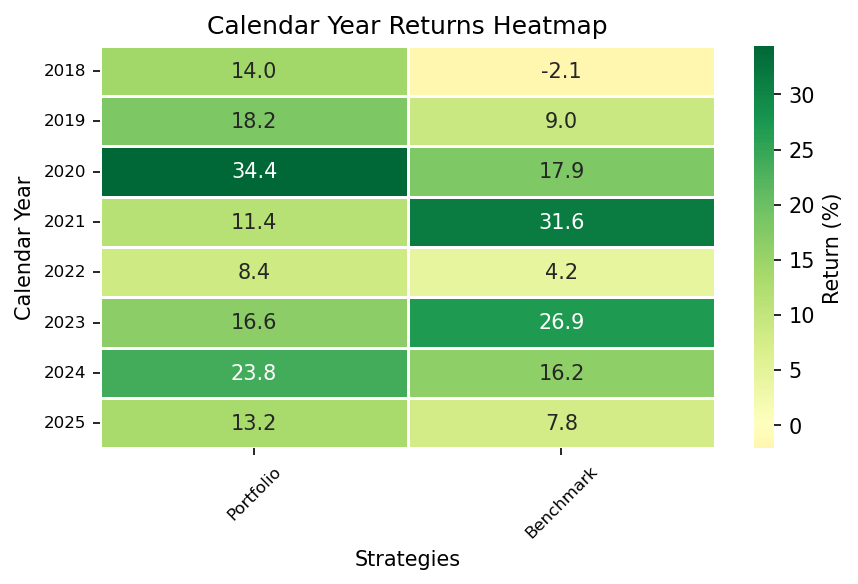 Calendar Year Returns Heatmap
2018 14.0 -2.1
2019 18.2 9.0
2020 34.4 17.9
2021 11.4 31.6
2022 8.4 4.2
2023 16.6 26.9
2024 23.8 16.2
2025 13.2 7.8
Calendar Year
Portfolio Benchmark
Strategies
30
25
20
15
10
5
0
Return (%)